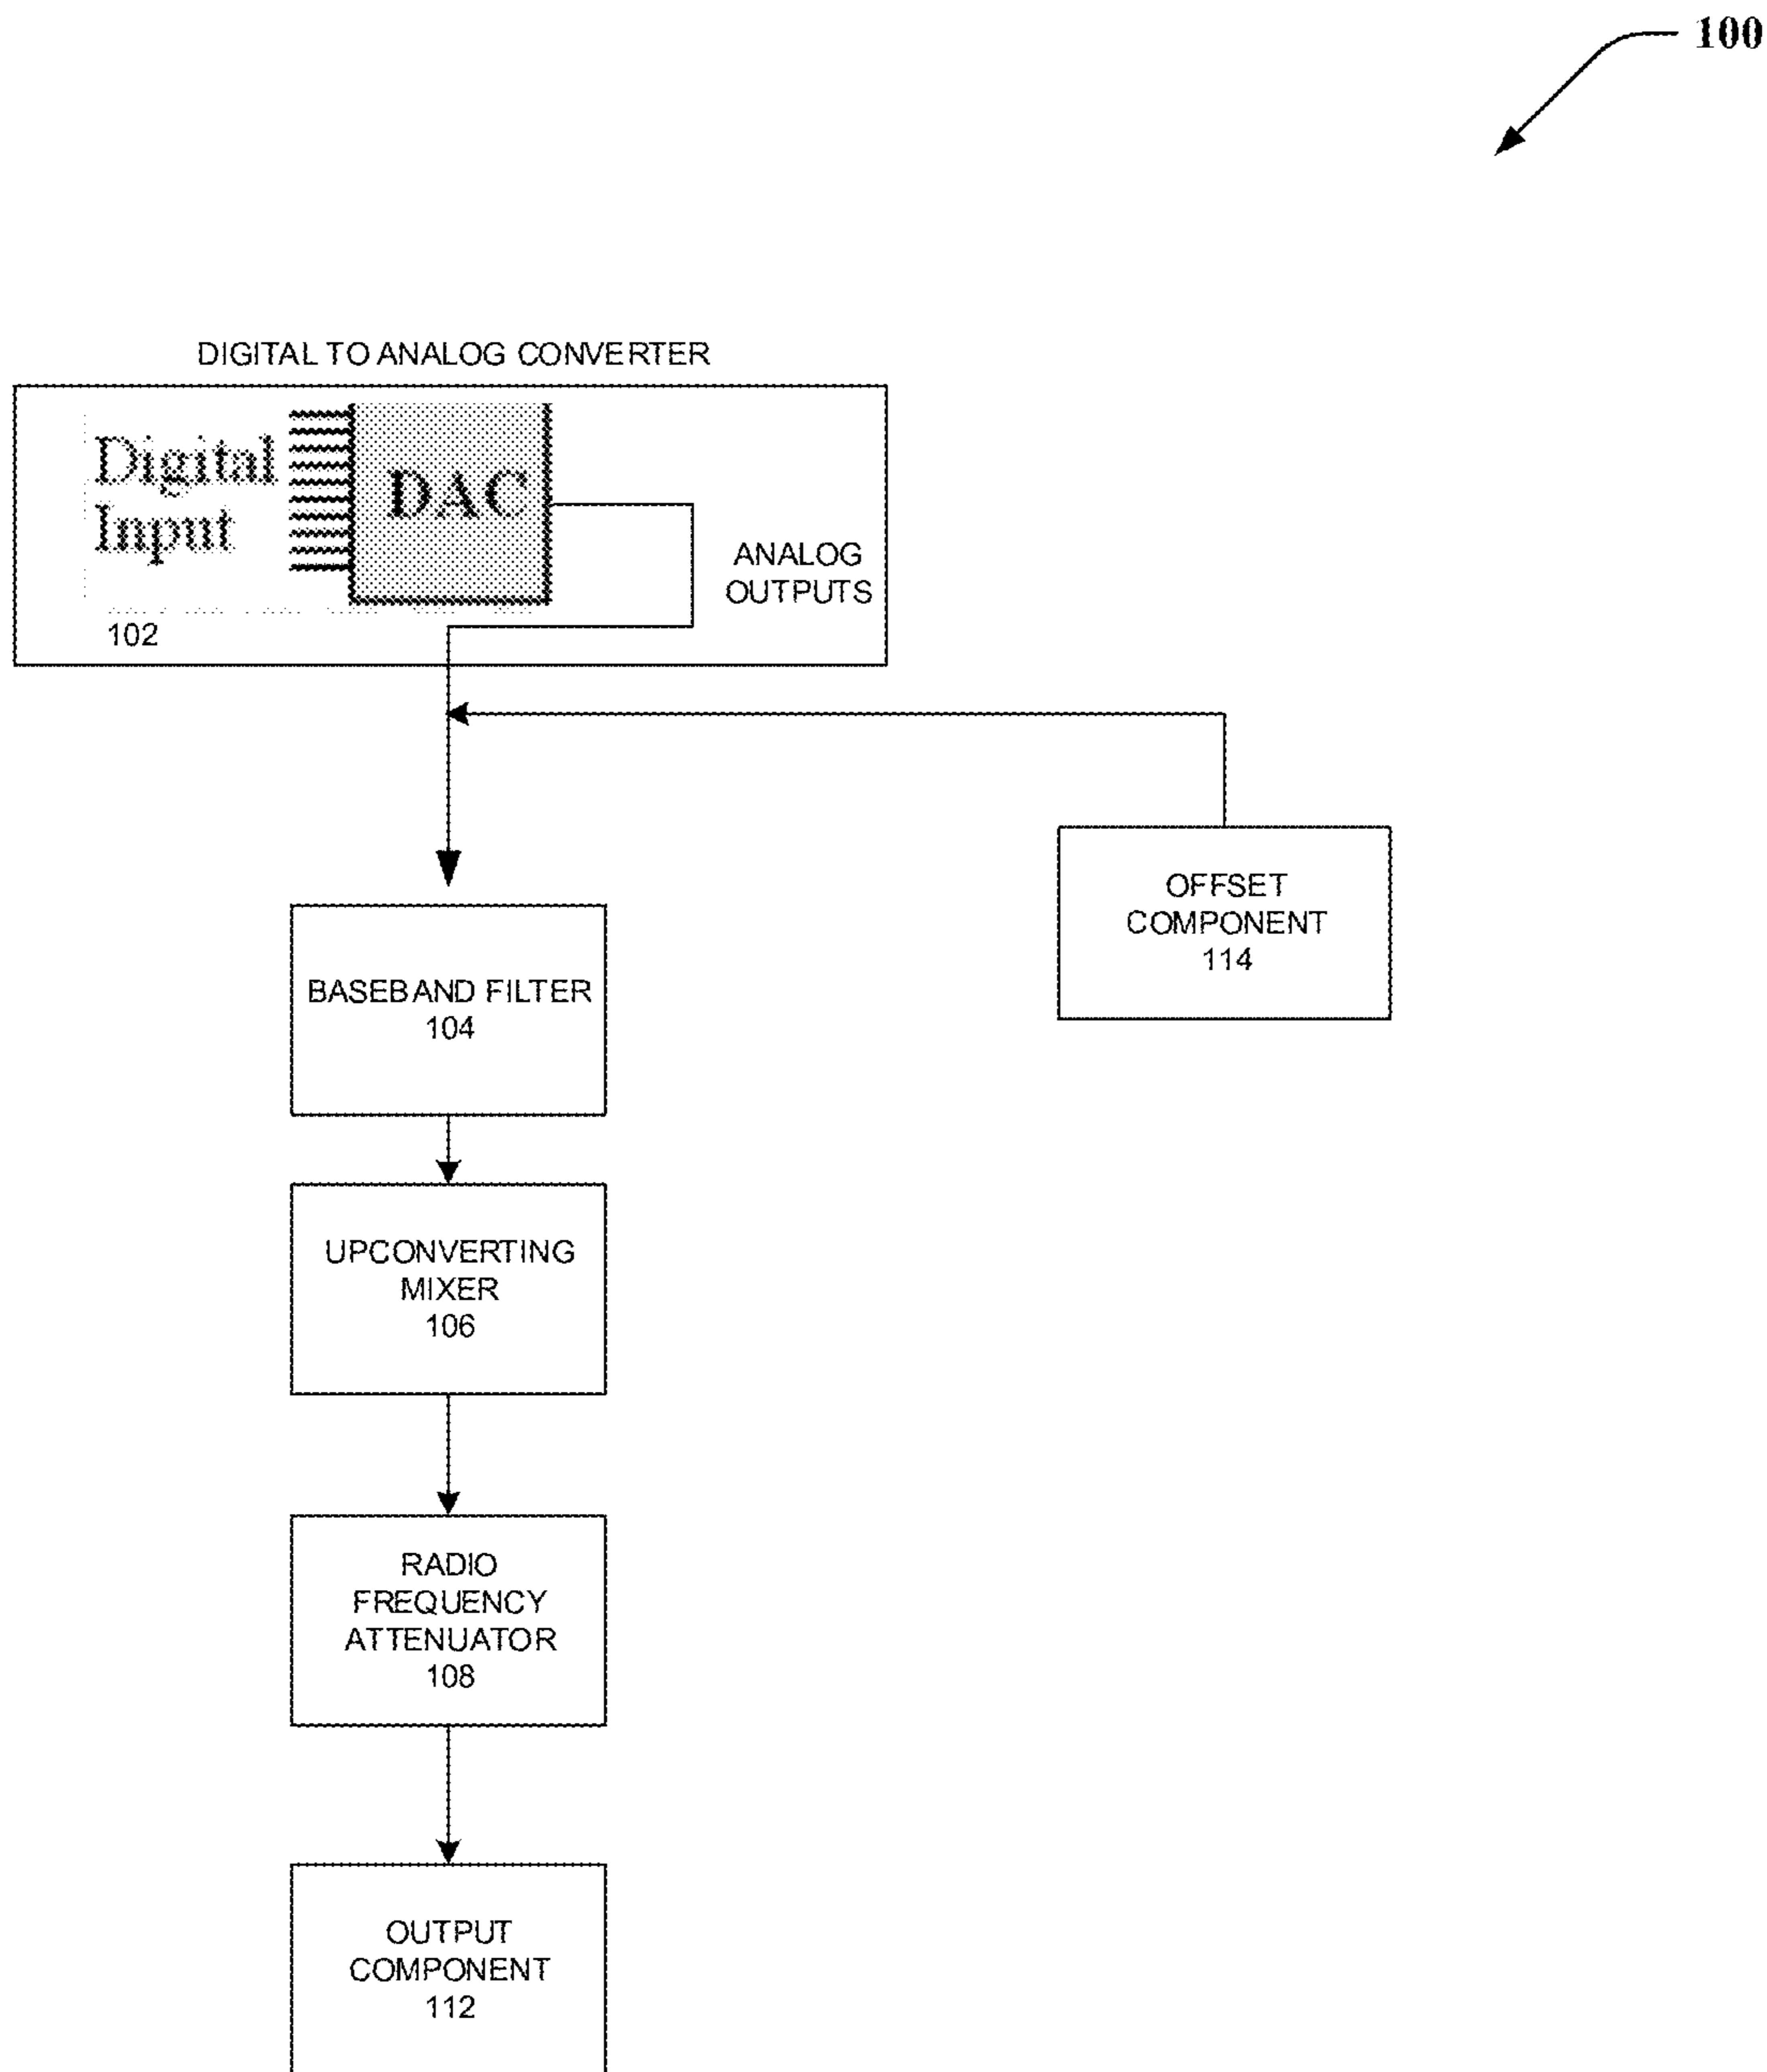 100
DIGITAL TO ANALOG CONVERTER
Digital
Input
DAC
ANALOG
OUTPUTS
102
OFFSET
COMPONENT
114
BASEBAND FILTER
104
UPCONVERTING
MIXER
106
RADIO
FREQUENCY
ATTENUATOR
108
OUTPUT
COMPONENT
112